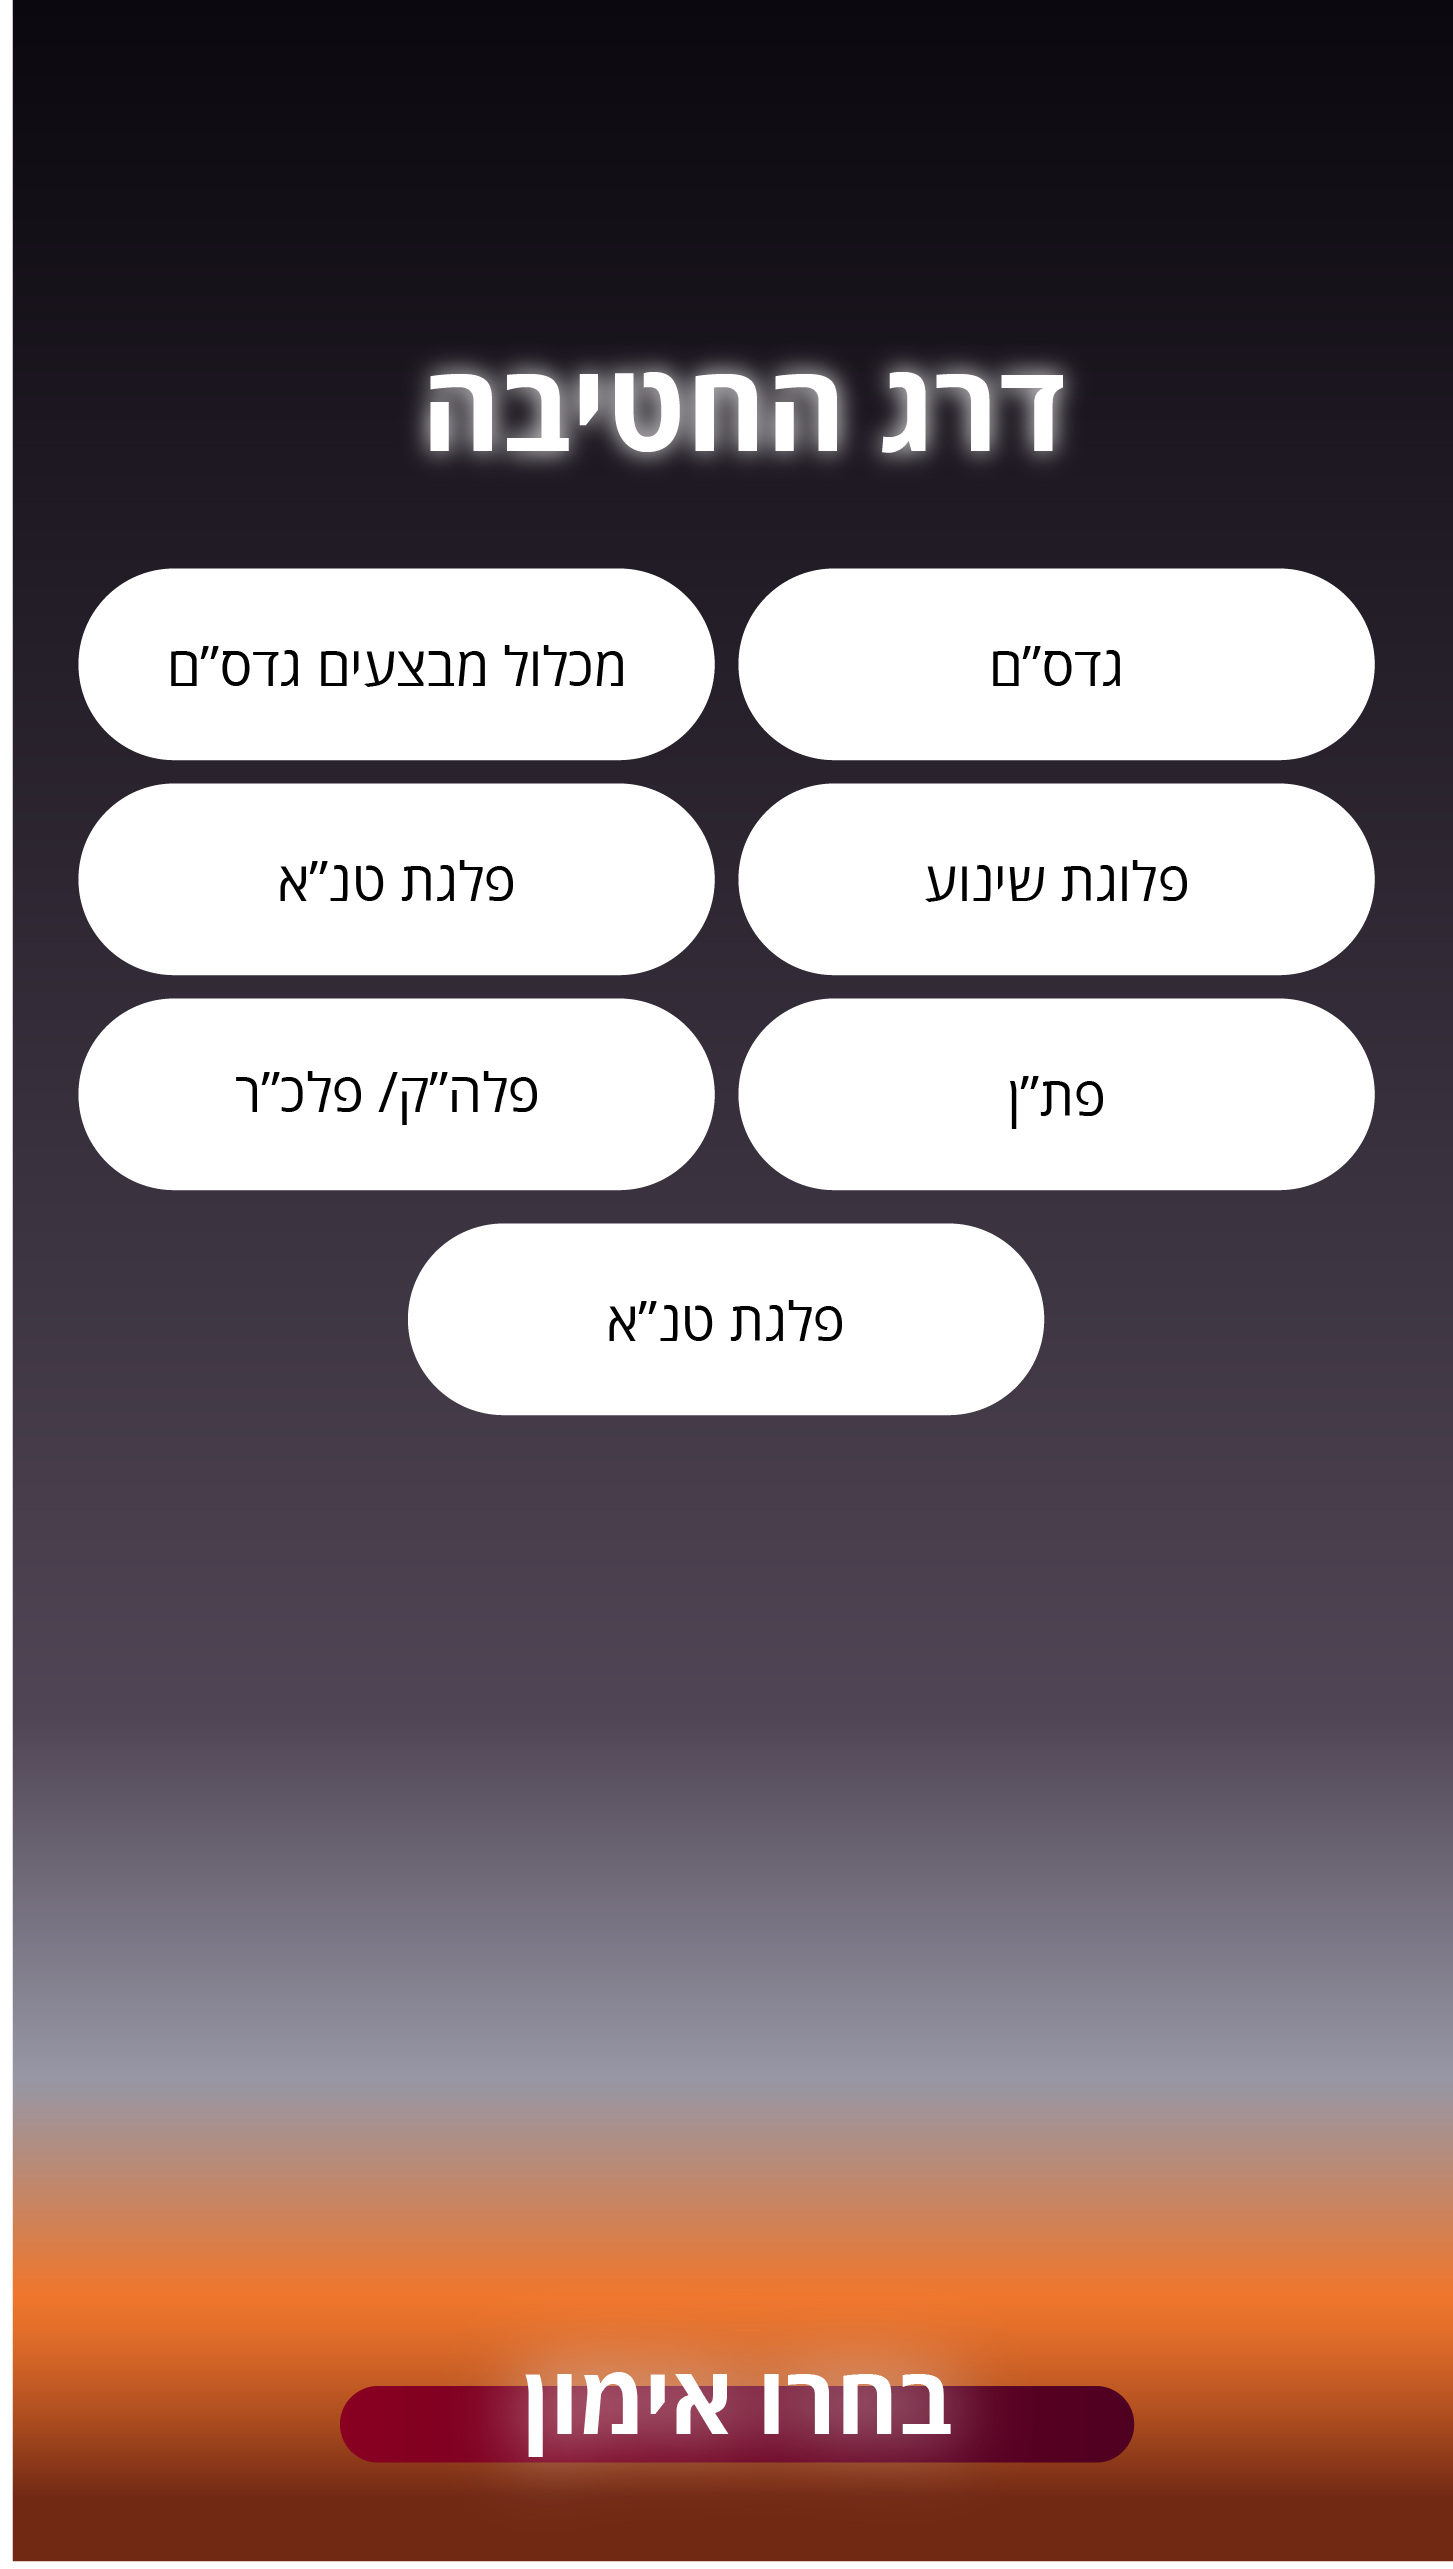 דרג החטיבה
גדס״ם
מכלול מבצעים גדס״ם
פלוגת שינוע
פלגת טנ״א
פת״ן
פלה״ק/ פלכ״ר
פלגת טנ״א
בחרו אימון